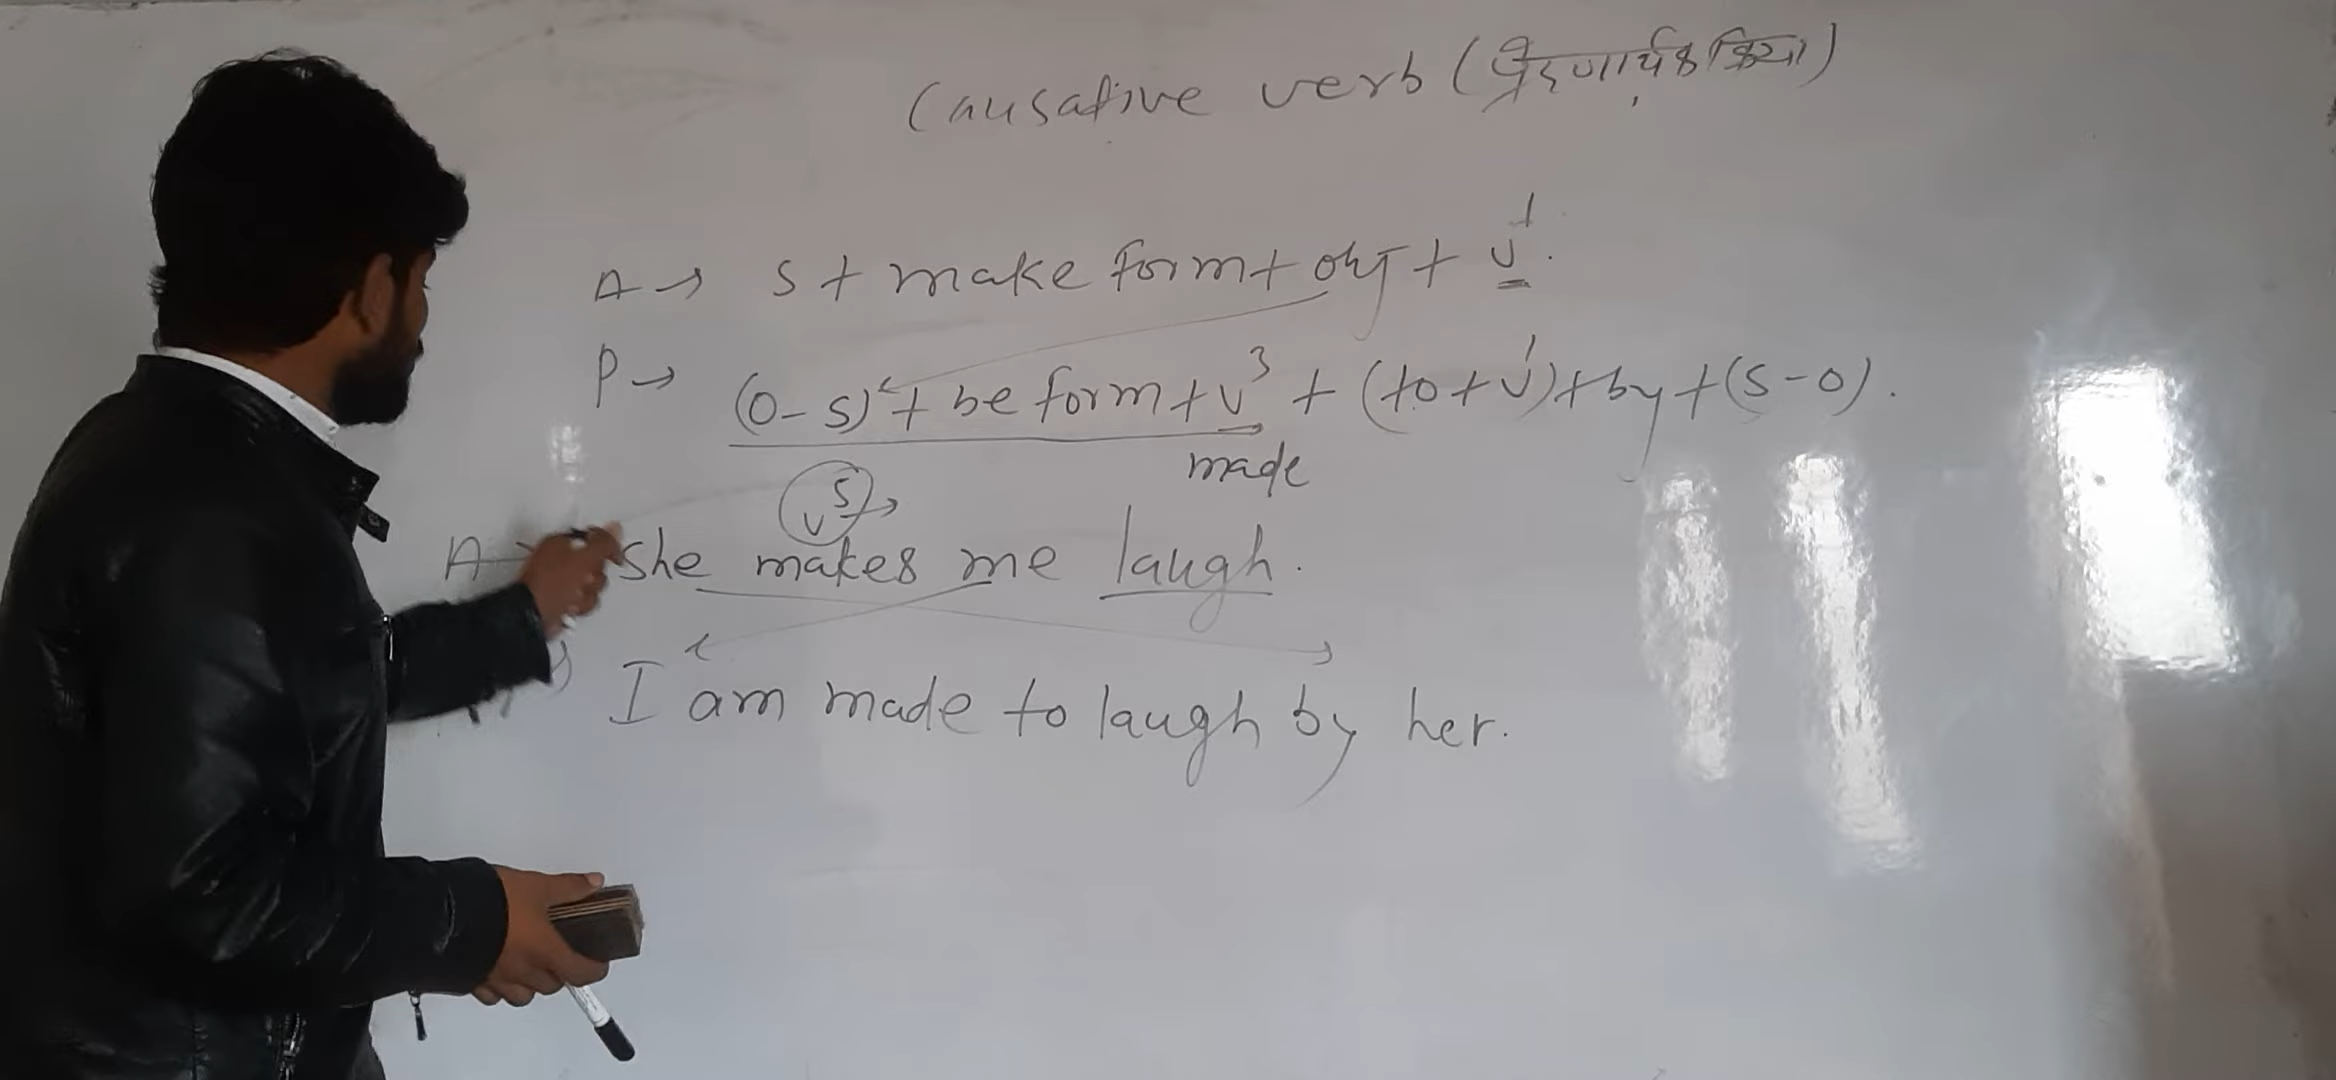 Causative verb (प्रेरणार्थक क्रिया)
A → S + make form + obj + V¹.
P → (O-S) + be form + V³ + (to + V¹) + by + (S-O).
made
V⁵ →
A → She makes me laugh.
I am made to laugh by her.